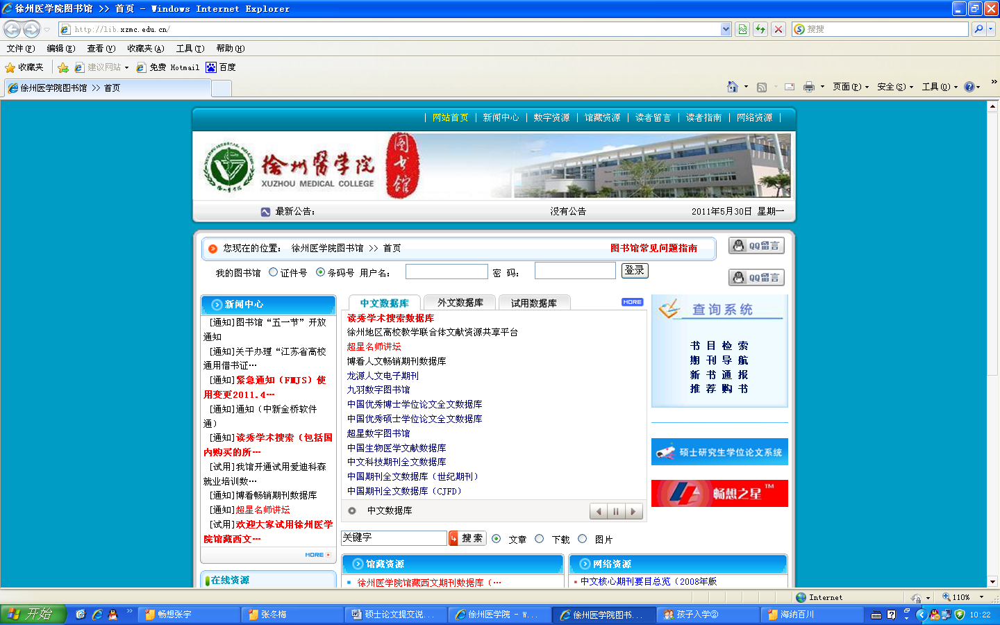 徐州医学院图书馆 >> 首页 - Windows Internet Explorer
http://lib.xzmc.edu.cn/
搜搜
文件(F) 编辑(E) 查看(V) 收藏夹(A) 工具(T) 帮助(H)
收藏夹 建议网站 免费 Hotmail 百度
徐州医学院图书馆 >> 首页
页面(P) 安全(S) 工具(O) »
| 网站首页 | 新闻中心 | 数字资源 | 馆藏资源 | 读者留言 | 读者指南 | 网络资源 |
徐州醫学院 图书馆
XUZHOU MEDICAL COLLEGE
最新公告: 没有公告 2011年5月30日 星期一
您现在的位置: 徐州医学院图书馆 >> 首页 图书馆常见问题指南
QQ留言
我的图书馆 证件号 条码号 用户名: 密 码: 登录
QQ留言
新闻中心
[通知]图书馆“五一节”开放
通知
[通知]关于办理“江苏省高校
通用借书证…
[通知]紧急通知（FMJS）使
用变更2011.4…
[通知]通知（中新金桥软件
通）
[通知]读秀学术搜索（包括国
内购买的所…
[试用]我馆开通试用爱迪科森
就业培训数…
[通知]博看畅销期刊数据库
[通知]超星名师讲坛
[试用]欢迎大家试用徐州医学
院馆藏西文…
MORE
在线资源
中文数据库 外文数据库 试用数据库 MORE
读秀学术搜索数据库
徐州地区高校教学联合体文献资源共享平台
超星名师讲坛
博看人文畅销期刊数据库
龙源人文电子期刊
九羽数字图书馆
中国优秀博士学位论文全文数据库
中国优秀硕士学位论文全文数据库
超星数字图书馆
中国生物医学文献数据库
中文科技期刊全文数据库
中国期刊全文数据库（世纪期刊）
中国期刊全文数据库（CJFD）
中文数据库
关键字 搜索 文章 下载 图片
馆藏资源
徐州医学院馆藏西文期刊数据库（…
网络资源
中文核心期刊要目总览（2008年版
查询系统
书 目 检 索
期 刊 导 航
新 书 通 报
推 荐 购 书
硕士研究生学位论文系统
畅想之星™
Internet 110%
开始 » 畅想张宇 张冬梅 硕士论文提交说... 徐州医学院 - W... 徐州医学院图书... 孩子入学② 海纳百川 10:22